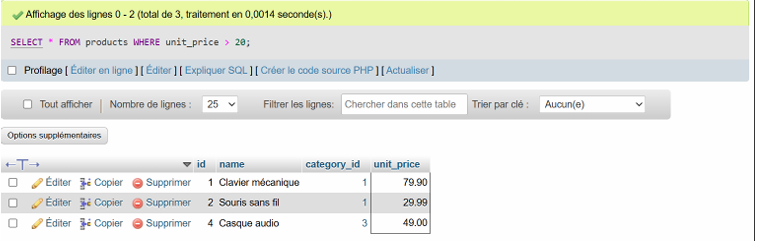 Affichage des lignes 0 - 2 (total de 3, traitement en 0,0014 seconde(s).)
SELECT * FROM products WHERE unit_price > 20;
Profilage [ Éditer en ligne ] [ Éditer ] [ Expliquer SQL ] [ Créer le code source PHP ] [ Actualiser ]
Tout afficher | Nombre de lignes : 25 Filtrer les lignes: Chercher dans cette table Trier par clé : Aucun(e)
Options supplémentaires
←T→ id name category_id unit_price
Éditer Copier Supprimer 1 Clavier mécanique 1 79.90
Éditer Copier Supprimer 2 Souris sans fil 1 29.99
Éditer Copier Supprimer 4 Casque audio 3 49.00